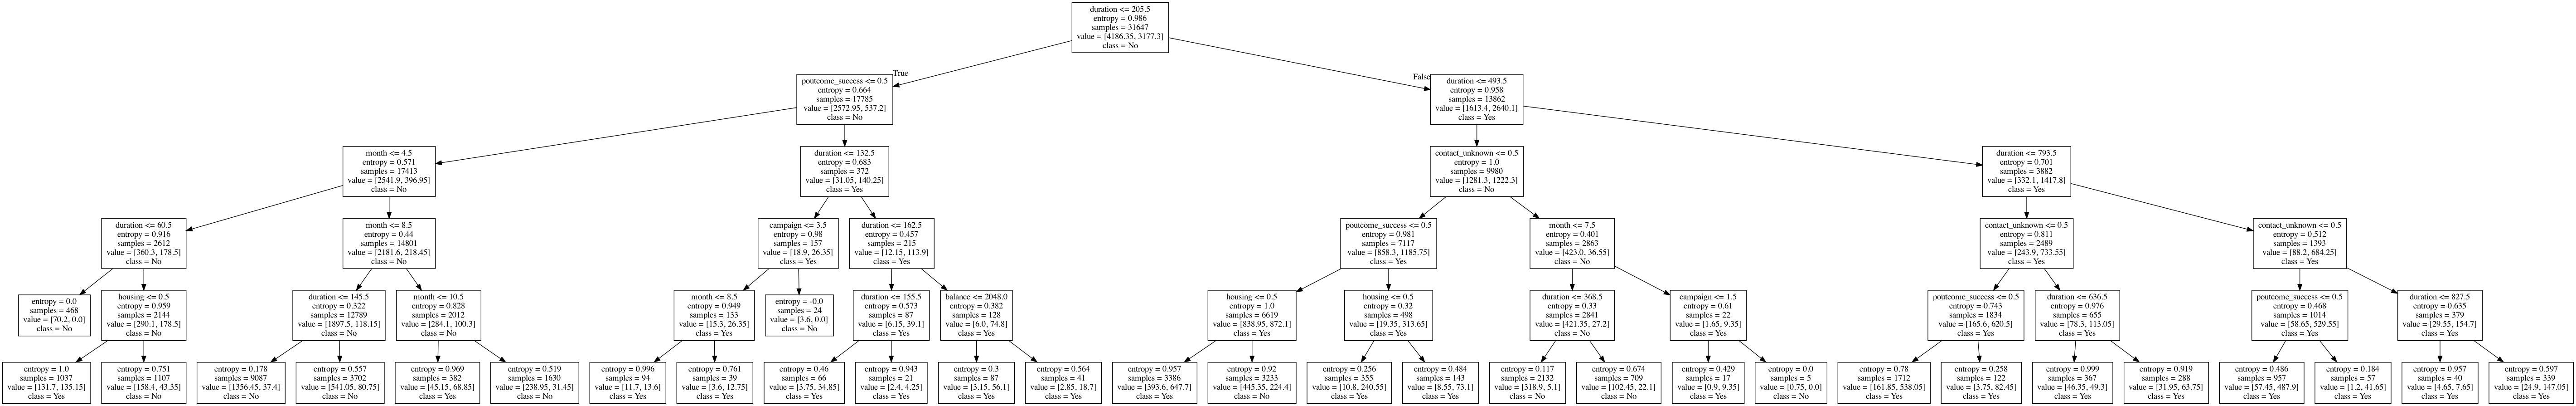 duration <= 205.5
entropy = 0.986
samples = 31647
value = [4186.35, 3177.3]
class = No
True
False
poutcome_success <= 0.5
entropy = 0.664
samples = 17785
value = [2572.95, 537.2]
class = No
duration <= 493.5
entropy = 0.958
samples = 13862
value = [1613.4, 2640.1]
class = Yes
month <= 4.5
entropy = 0.571
samples = 17413
value = [2541.9, 396.95]
class = No
duration <= 132.5
entropy = 0.683
samples = 372
value = [31.05, 140.25]
class = Yes
contact_unknown <= 0.5
entropy = 1.0
samples = 9980
value = [1281.3, 1222.3]
class = No
duration <= 793.5
entropy = 0.701
samples = 3882
value = [332.1, 1417.8]
class = Yes
duration <= 60.5
entropy = 0.916
samples = 2612
value = [360.3, 178.5]
class = No
month <= 8.5
entropy = 0.44
samples = 14801
value = [2181.6, 218.45]
class = No
campaign <= 3.5
entropy = 0.98
samples = 157
value = [18.9, 26.35]
class = Yes
duration <= 162.5
entropy = 0.457
samples = 215
value = [12.15, 113.9]
class = Yes
poutcome_success <= 0.5
entropy = 0.981
samples = 7117
value = [858.3, 1185.75]
class = Yes
month <= 7.5
entropy = 0.401
samples = 2863
value = [423.0, 36.55]
class = No
contact_unknown <= 0.5
entropy = 0.811
samples = 2489
value = [243.9, 733.55]
class = Yes
contact_unknown <= 0.5
entropy = 0.512
samples = 1393
value = [88.2, 684.25]
class = Yes
entropy = 0.0
samples = 468
value = [70.2, 0.0]
class = No
housing <= 0.5
entropy = 0.959
samples = 2144
value = [290.1, 178.5]
class = No
duration <= 145.5
entropy = 0.322
samples = 12789
value = [1897.5, 118.15]
class = No
month <= 10.5
entropy = 0.828
samples = 2012
value = [284.1, 100.3]
class = No
month <= 8.5
entropy = 0.949
samples = 133
value = [15.3, 26.35]
class = Yes
entropy = -0.0
samples = 24
value = [3.6, 0.0]
class = No
duration <= 155.5
entropy = 0.573
samples = 87
value = [6.15, 39.1]
class = Yes
balance <= 2048.0
entropy = 0.382
samples = 128
value = [6.0, 74.8]
class = Yes
housing <= 0.5
entropy = 1.0
samples = 6619
value = [838.95, 872.1]
class = Yes
housing <= 0.5
entropy = 0.32
samples = 498
value = [19.35, 313.65]
class = Yes
duration <= 368.5
entropy = 0.33
samples = 2841
value = [421.35, 27.2]
class = No
campaign <= 1.5
entropy = 0.61
samples = 22
value = [1.65, 9.35]
class = Yes
poutcome_success <= 0.5
entropy = 0.743
samples = 1834
value = [165.6, 620.5]
class = Yes
duration <= 636.5
entropy = 0.976
samples = 655
value = [78.3, 113.05]
class = Yes
poutcome_success <= 0.5
entropy = 0.468
samples = 1014
value = [58.65, 529.55]
class = Yes
duration <= 827.5
entropy = 0.635
samples = 379
value = [29.55, 154.7]
class = Yes
entropy = 1.0
samples = 1037
value = [131.7, 135.15]
class = Yes
entropy = 0.751
samples = 1107
value = [158.4, 43.35]
class = No
entropy = 0.178
samples = 9087
value = [1356.45, 37.4]
class = No
entropy = 0.557
samples = 3702
value = [541.05, 80.75]
class = No
entropy = 0.969
samples = 382
value = [45.15, 68.85]
class = Yes
entropy = 0.519
samples = 1630
value = [238.95, 31.45]
class = No
entropy = 0.996
samples = 94
value = [11.7, 13.6]
class = Yes
entropy = 0.761
samples = 39
value = [3.6, 12.75]
class = Yes
entropy = 0.46
samples = 66
value = [3.75, 34.85]
class = Yes
entropy = 0.943
samples = 21
value = [2.4, 4.25]
class = Yes
entropy = 0.3
samples = 87
value = [3.15, 56.1]
class = Yes
entropy = 0.564
samples = 41
value = [2.85, 18.7]
class = Yes
entropy = 0.957
samples = 3386
value = [393.6, 647.7]
class = Yes
entropy = 0.92
samples = 3233
value = [445.35, 224.4]
class = No
entropy = 0.256
samples = 355
value = [10.8, 240.55]
class = Yes
entropy = 0.484
samples = 143
value = [8.55, 73.1]
class = Yes
entropy = 0.117
samples = 2132
value = [318.9, 5.1]
class = No
entropy = 0.674
samples = 709
value = [102.45, 22.1]
class = No
entropy = 0.429
samples = 17
value = [0.9, 9.35]
class = Yes
entropy = 0.0
samples = 5
value = [0.75, 0.0]
class = No
entropy = 0.78
samples = 1712
value = [161.85, 538.05]
class = Yes
entropy = 0.258
samples = 122
value = [3.75, 82.45]
class = Yes
entropy = 0.999
samples = 367
value = [46.35, 49.3]
class = Yes
entropy = 0.919
samples = 288
value = [31.95, 63.75]
class = Yes
entropy = 0.486
samples = 957
value = [57.45, 487.9]
class = Yes
entropy = 0.184
samples = 57
value = [1.2, 41.65]
class = Yes
entropy = 0.957
samples = 40
value = [4.65, 7.65]
class = Yes
entropy = 0.597
samples = 339
value = [24.9, 147.05]
class = Yes